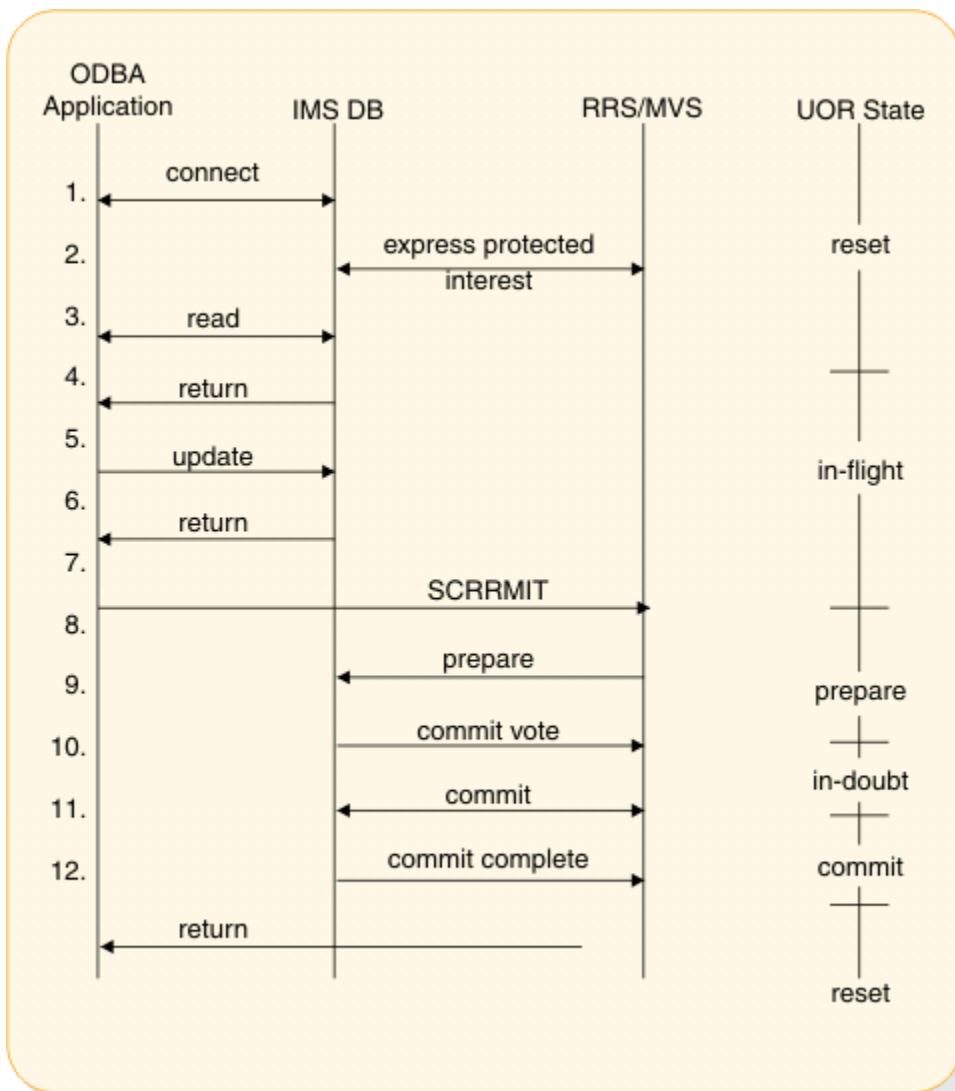 ODBA
Application
IMS DB
RRS/MVS
UOR State
connect
1.
express protected
reset
2.
interest
3.
read
4.
return
5.
update
in-flight
6.
return
7.
SCRRMIT
8.
prepare
9.
prepare
commit vote
10.
in-doubt
commit
11.
commit complete
12.
commit
return
reset